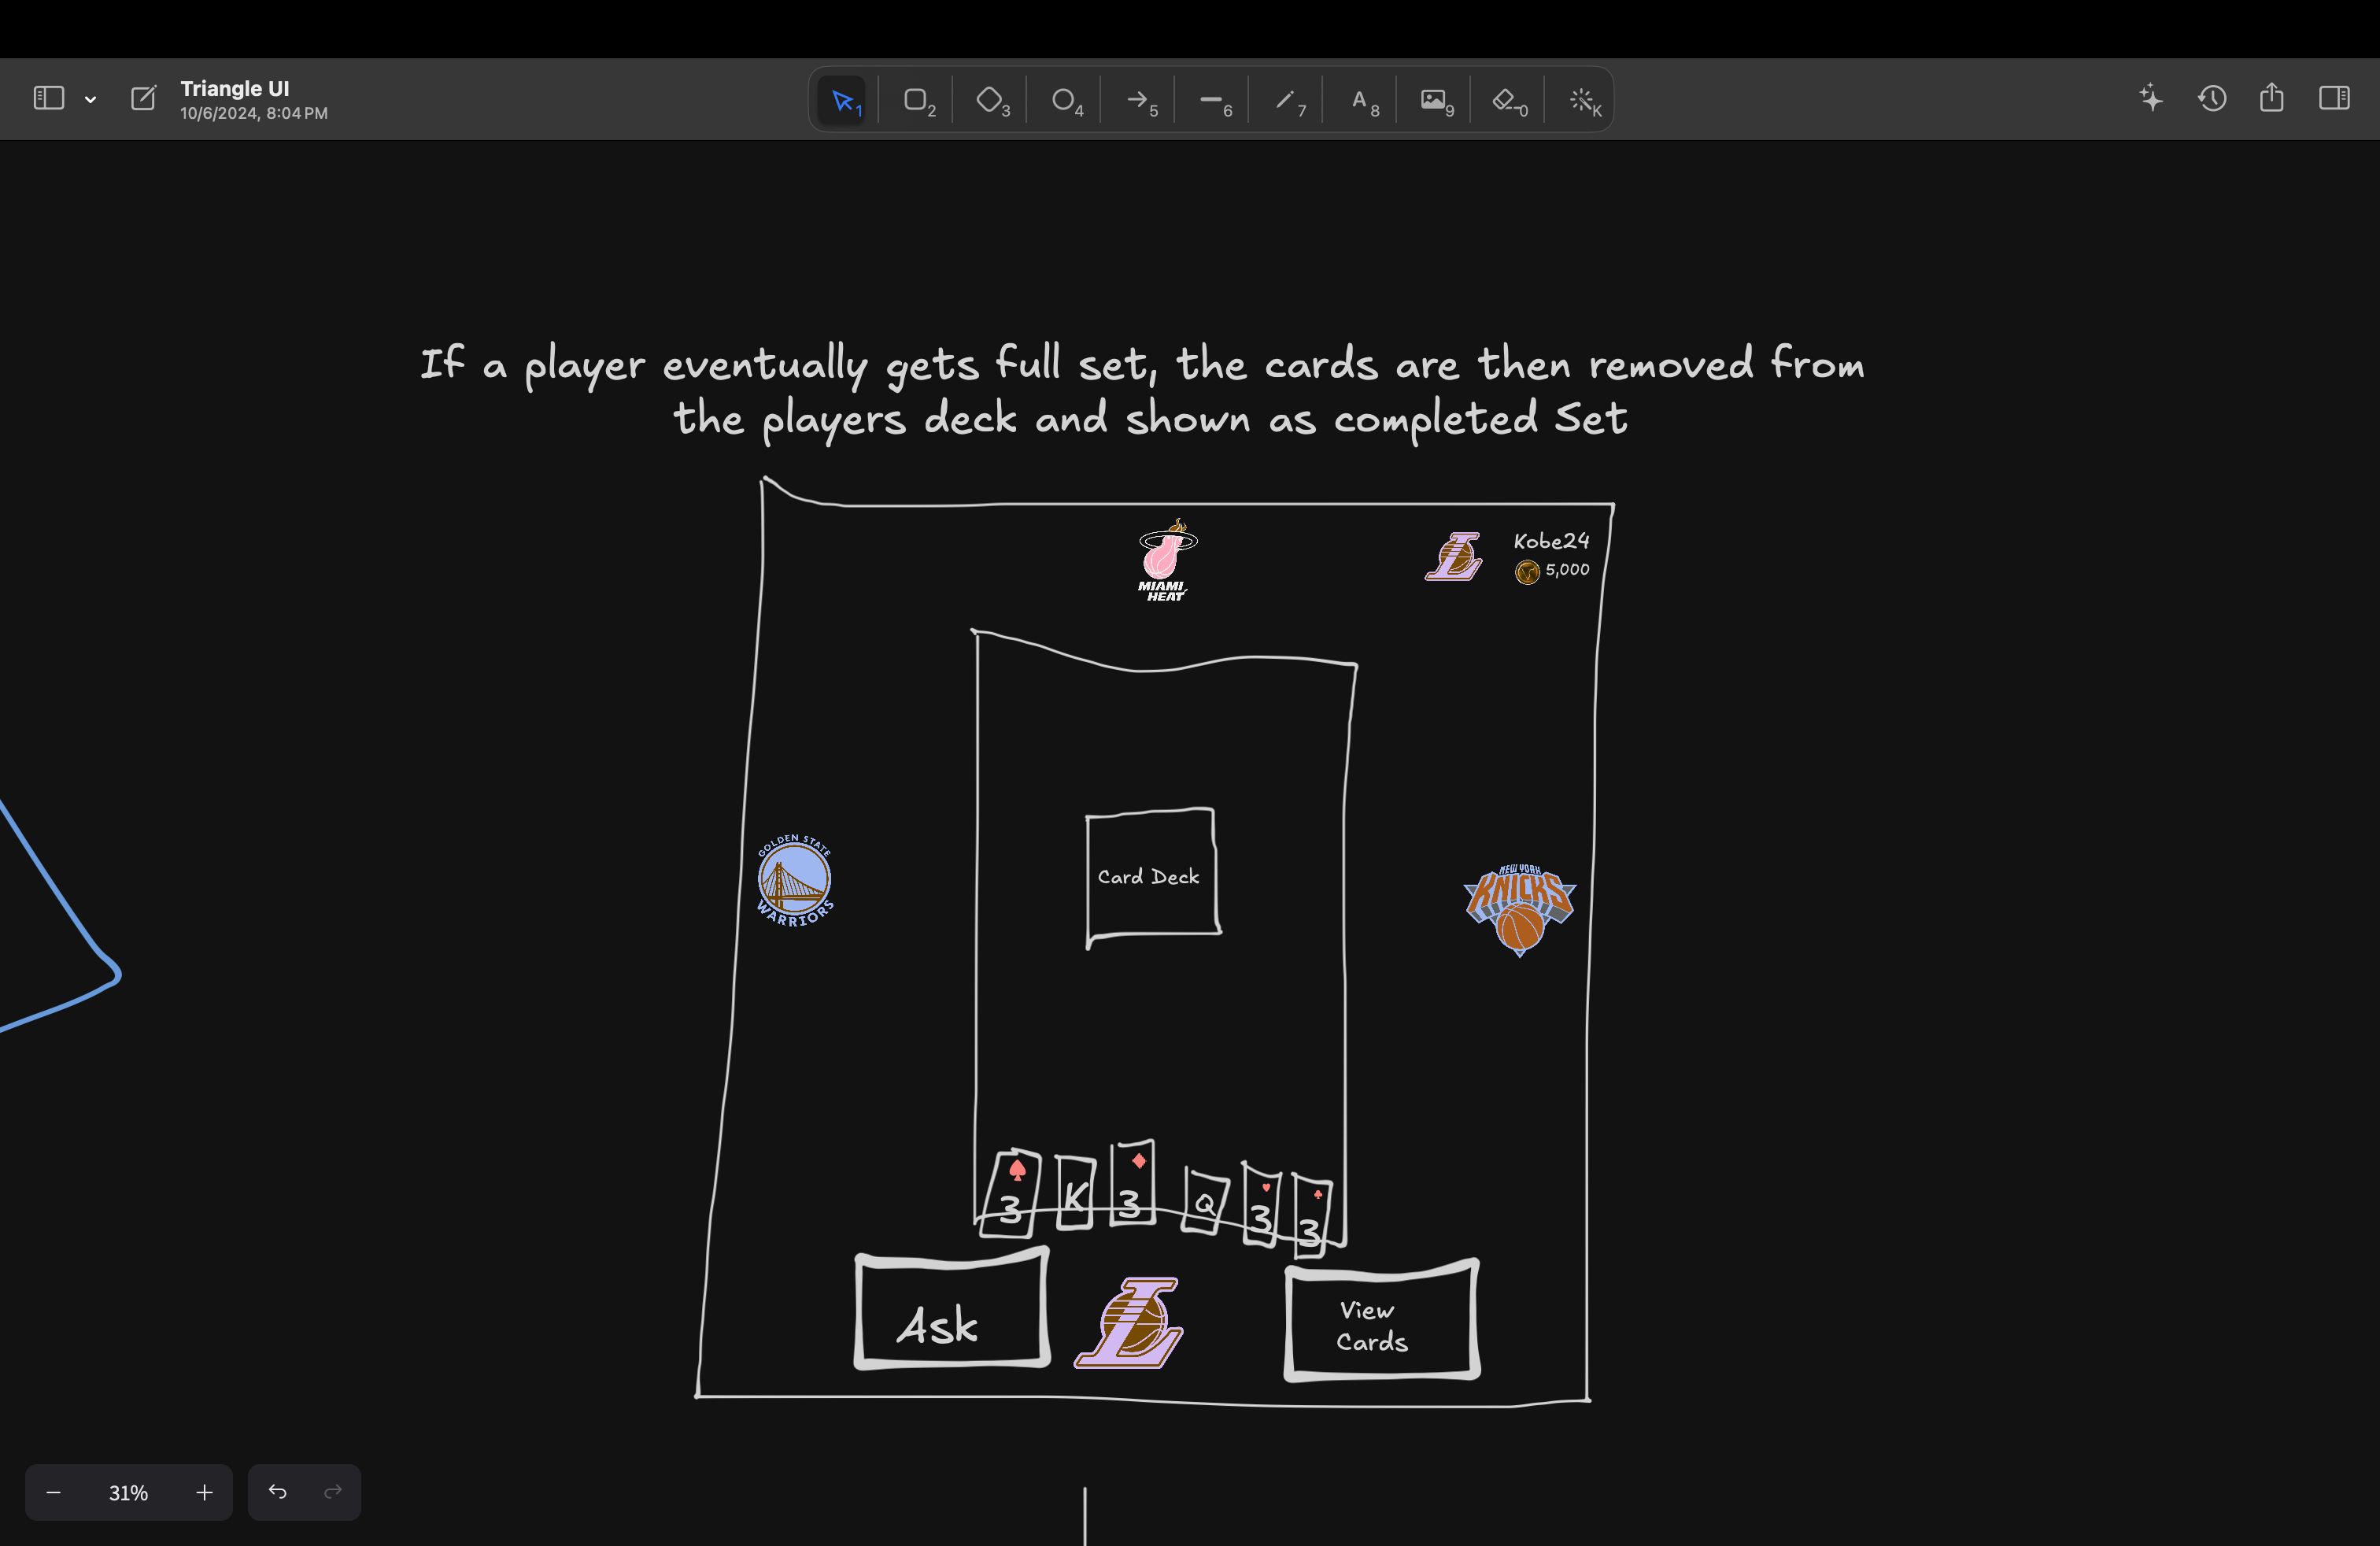 Triangle UI
10/6/2024, 8:04 PM
1
2
3
4
5
6
7
A 8
9
0
K
If a player eventually gets full set, the cards are then removed from
the players deck and shown as completed Set
MIAMI
HEAT
Kobe24
5,000
GOLDEN STATE
WARRIORS
Card Deck
NEW YORK
KNICKS
3
K
3
Q
3
3
Ask
L
View
Cards
31%